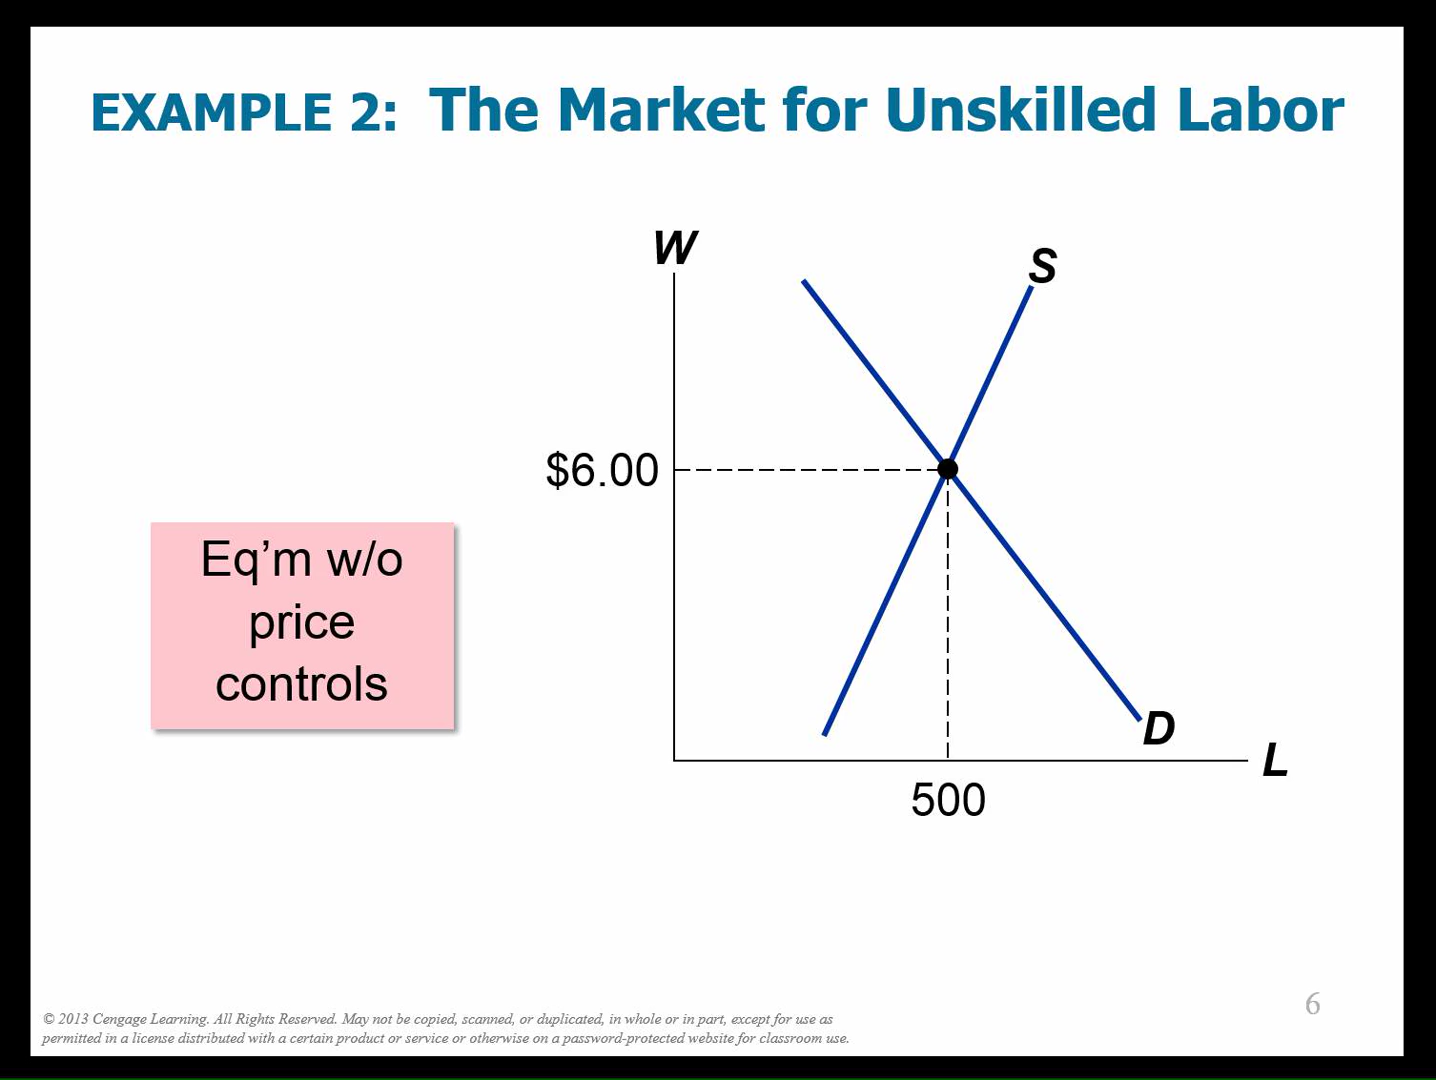 EXAMPLE 2: The Market for Unskilled Labor
W
S
$6.00
Eq’m w/o
price
controls
D
L
500
6
© 2013 Cengage Learning. All Rights Reserved. May not be copied, scanned, or duplicated, in whole or in part, except for use as
permitted in a license distributed with a certain product or service or otherwise on a password-protected website for classroom use.